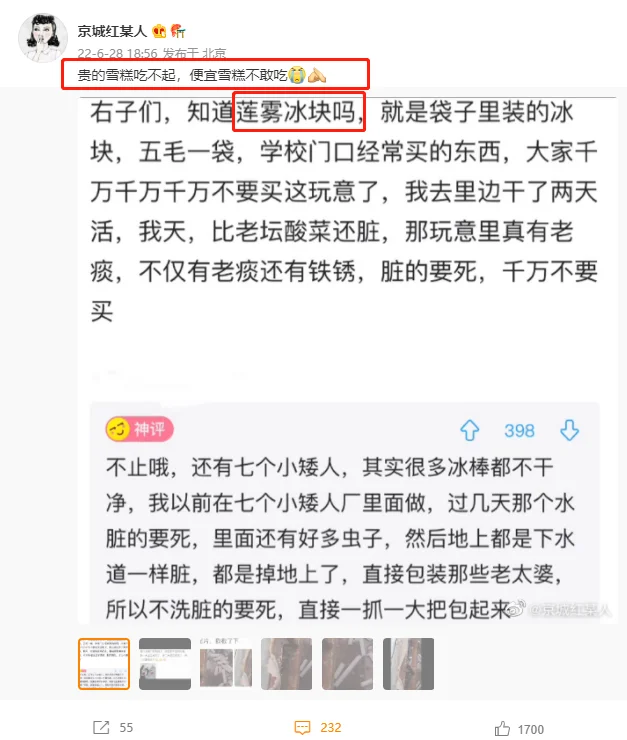 京城红某人
22-6-28 18:56 发布于 北京
贵的雪糕吃不起，便宜雪糕不敢吃😭🙏
右子们，知道莲雾冰块吗，就是袋子里装的冰
块，五毛一袋，学校门口经常买的东西，大家千
万千万千万不要买这玩意了，我去里边干了两天
活，我天，比老坛酸菜还脏，那玩意里真有老
痰，不仅有老痰还有铁锈，脏的要死，千万不要
买
神评
398
不止哦，还有七个小矮人，其实很多冰棒都不干
净，我以前在七个小矮人厂里面做，过几天那个水
脏的要死，里面还有好多虫子，然后地上都是下水
道一样脏，都是掉地上了，直接包装那些老太婆，
所以不洗脏的要死，直接一抓一大把包起来
@京城红某人
55
232
1700